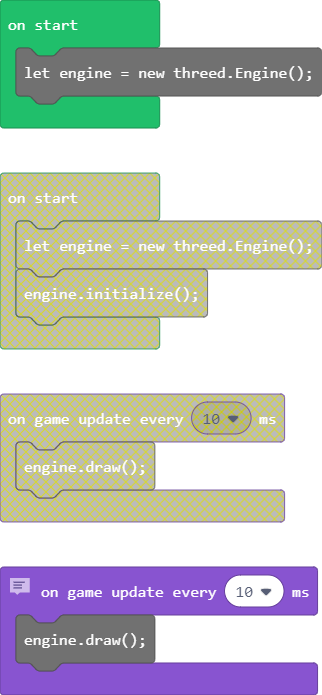 on start
let engine = new threed.Engine();
on start
let engine = new threed.Engine();
engine.initialize();
on game update every 10 ms
engine.draw();
on game update every 10 ms
engine.draw();